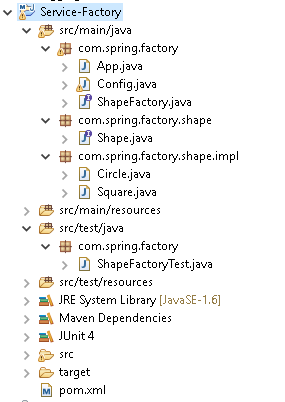 Service-Factory
src/main/java
com.spring.factory
App.java
Config.java
ShapeFactory.java
com.spring.factory.shape
Shape.java
com.spring.factory.shape.impl
Circle.java
Square.java
src/main/resources
src/test/java
com.spring.factory
ShapeFactoryTest.java
src/test/resources
JRE System Library [JavaSE-1.6]
Maven Dependencies
JUnit 4
src
target
pom.xml